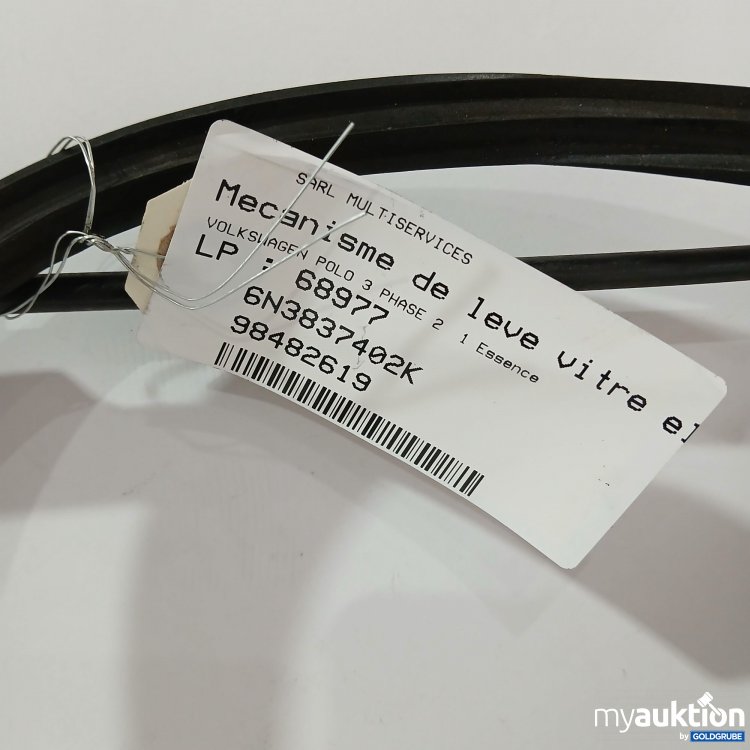 SARL MULTISERVICES
Mecanisme de leve vitre el
VOLKSWAGEN POLO 3 PHASE 2 1 Essence
LP : 68977
6N3837402K
98482619
myauktion
by GOLDGRUBE